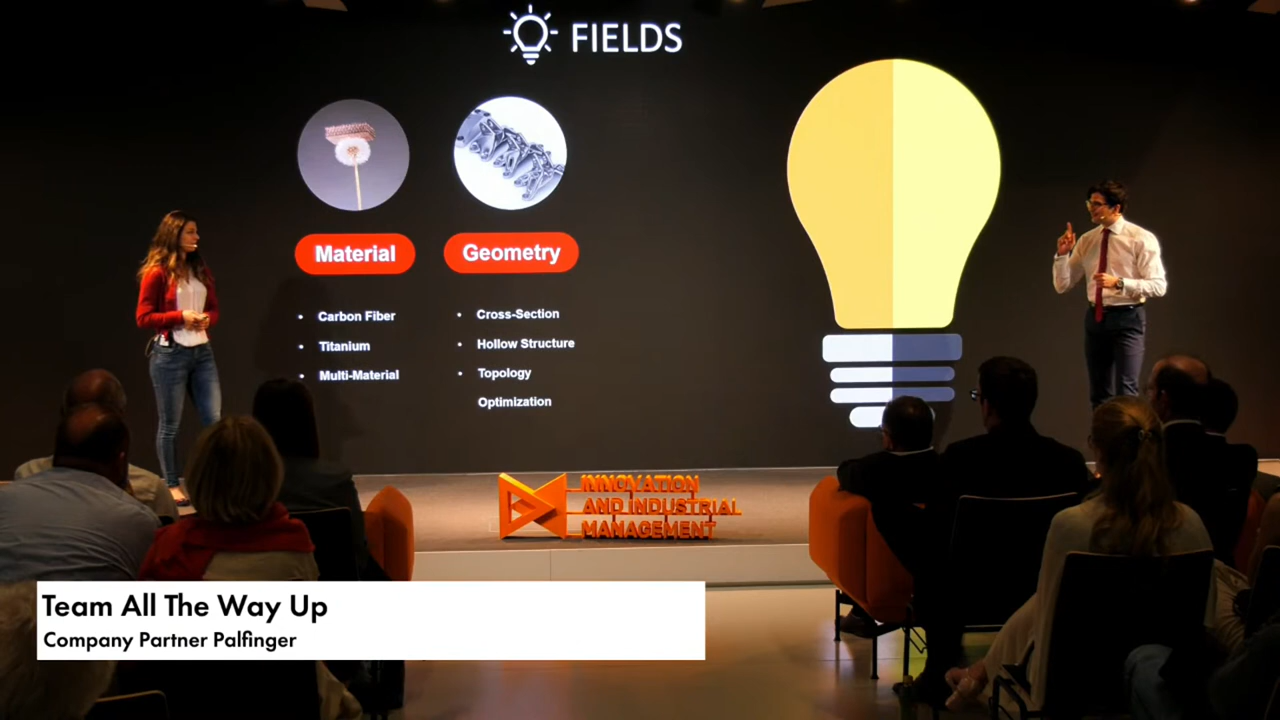 FIELDS
Material
Geometry
• Carbon Fiber
• Titanium
• Multi-Material
• Cross-Section
• Hollow Structure
• Topology
Optimization
INNOVATION
AND INDUSTRIAL
MANAGEMENT
Team All The Way Up
Company Partner Palfinger